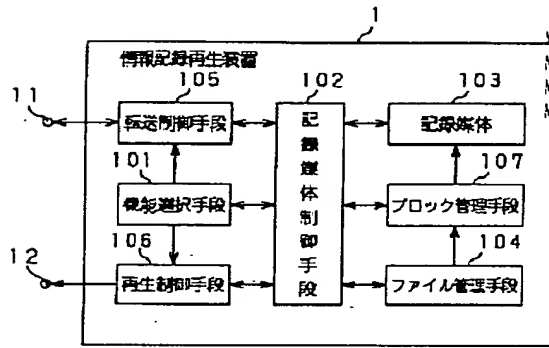 1
情報記録再生装置
11
105
102
103
転送制御手段
記録媒体制御手段
記録媒体
101
107
機能選択手段
ブロック管理手段
12
106
104
再生制御手段
ファイル管理手段